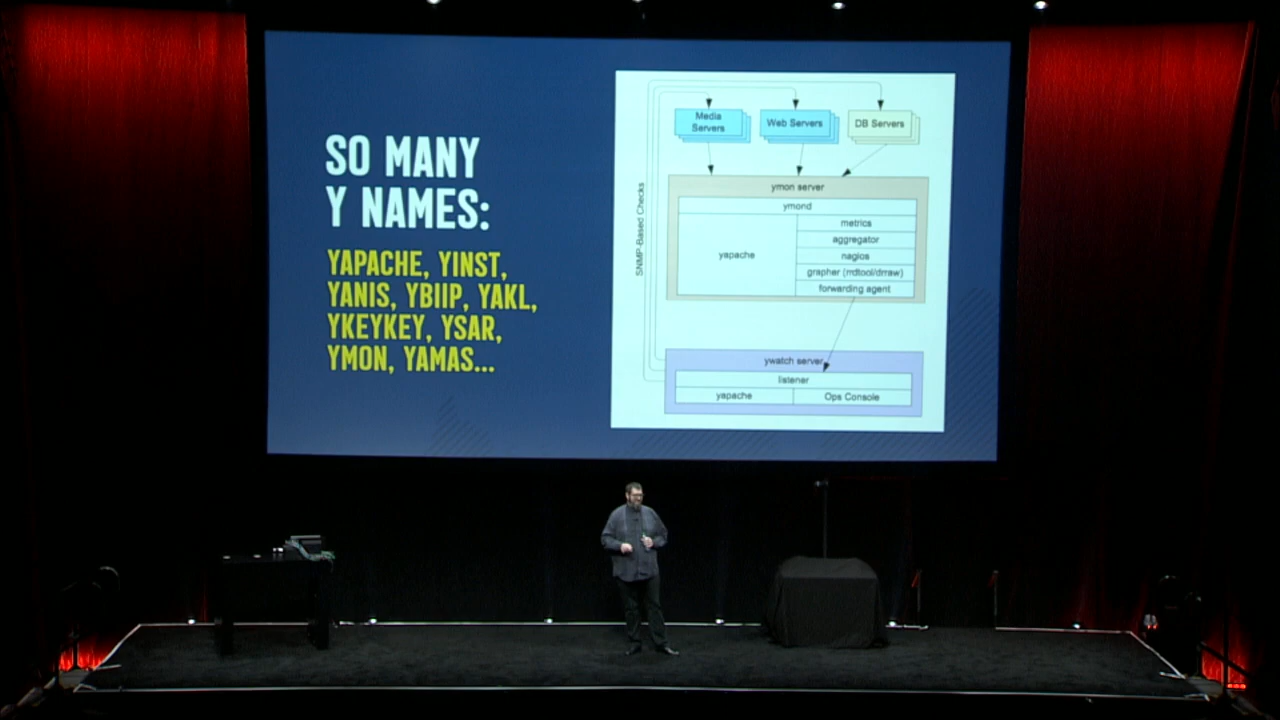 SO MANY
Y NAMES:
YAPACHE, YINST,
YANIS, YBIIP, YAKL,
YKEYKEY, YSAR,
YMON, YAMAS...
Media
Servers
Web Servers
DB Servers
SNMP-Based Checks
ymon server
ymond
yapache
metrics
aggregator
nagios
grapher (rrdtool/drraw)
forwarding agent
ywatch server
listener
yapache
Ops Console